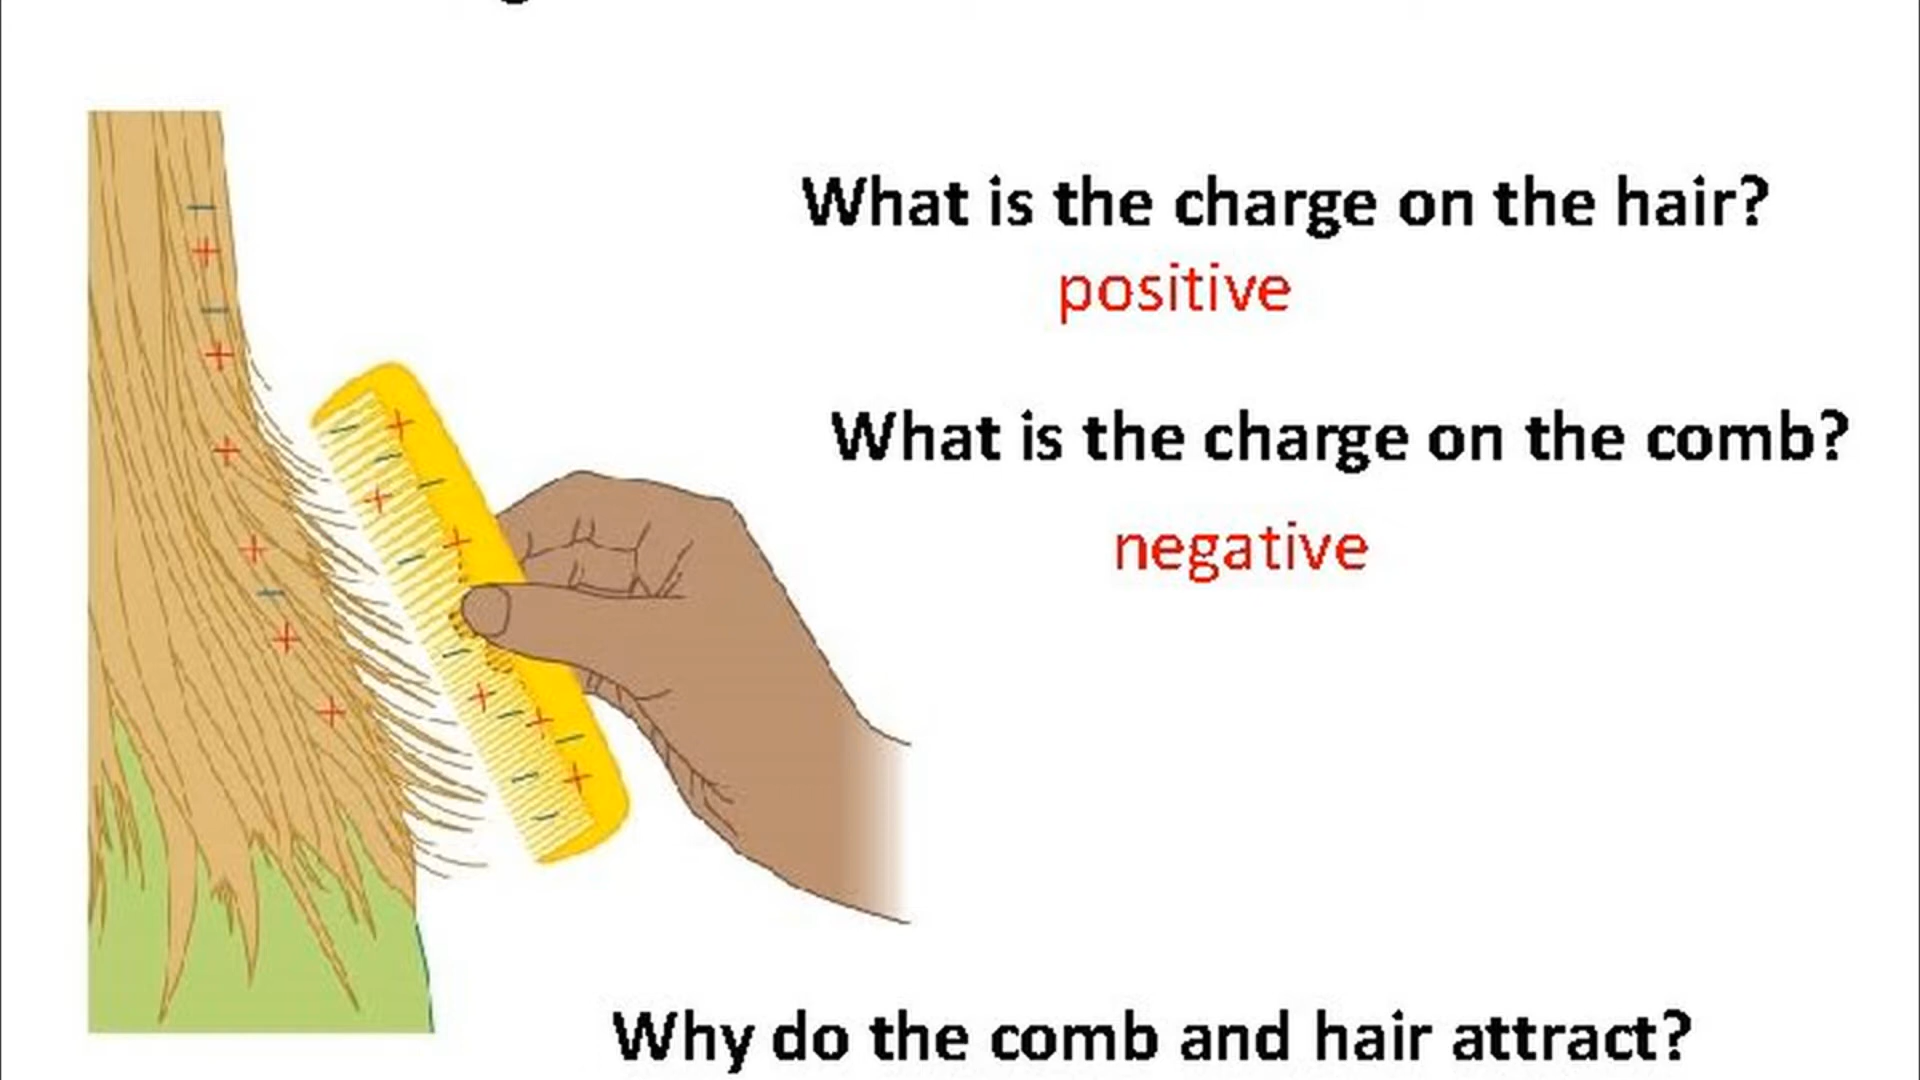 What is the charge on the hair?
positive
What is the charge on the comb?
negative
Why do the comb and hair attract?